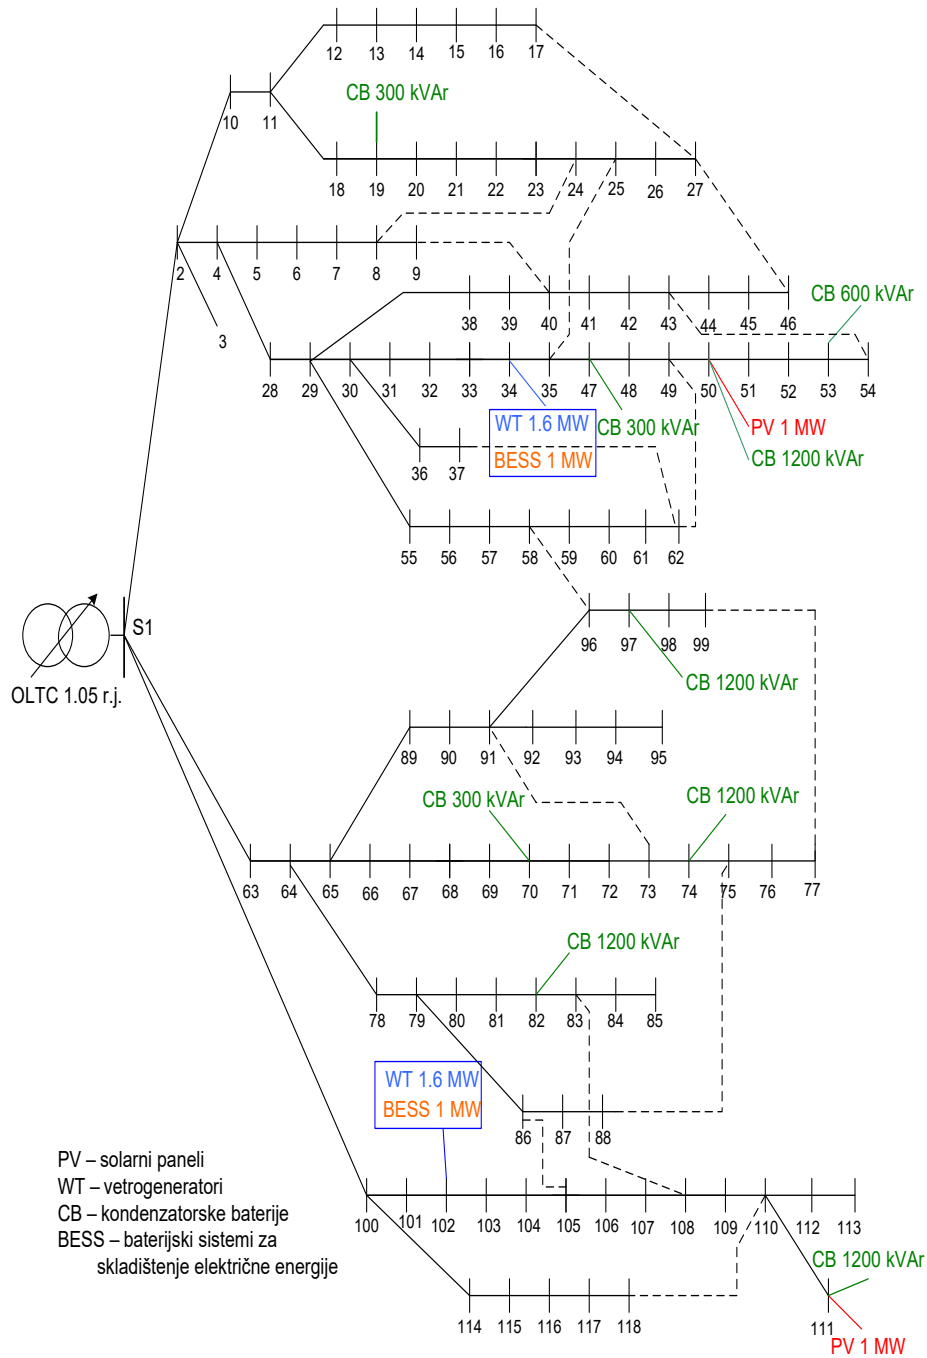 12 13 14 15 16 17
CB 300 kVAr
10 11
18 19 20 21 22 23 24 25 26 27
2 4 5 6 7 8 9
3
CB 600 kVAr
38 39 40 41 42 43 44 45 46
28 29 30 31 32 33 34 35 47 48 49 50 51 52 53 54
WT 1.6 MW
BESS 1 MW
CB 300 kVAr
PV 1 MW
CB 1200 kVAr
36 37
55 56 57 58 59 60 61 62
S1
OLTC 1.05 r.j.
96 97 98 99
CB 1200 kVAr
89 90 91 92 93 94 95
CB 300 kVAr
CB 1200 kVAr
63 64 65 66 67 68 69 70 71 72 73 74 75 76 77
CB 1200 kVAr
78 79 80 81 82 83 84 85
WT 1.6 MW
BESS 1 MW
86 87 88
PV – solarni paneli
WT – vetrogeneratori
CB – kondenzatorske baterije
BESS – baterijski sistemi za
skladištenje električne energije
100 101 102 103 104 105 106 107 108 109 110 112 113
CB 1200 kVAr
114 115 116 117 118 111
PV 1 MW